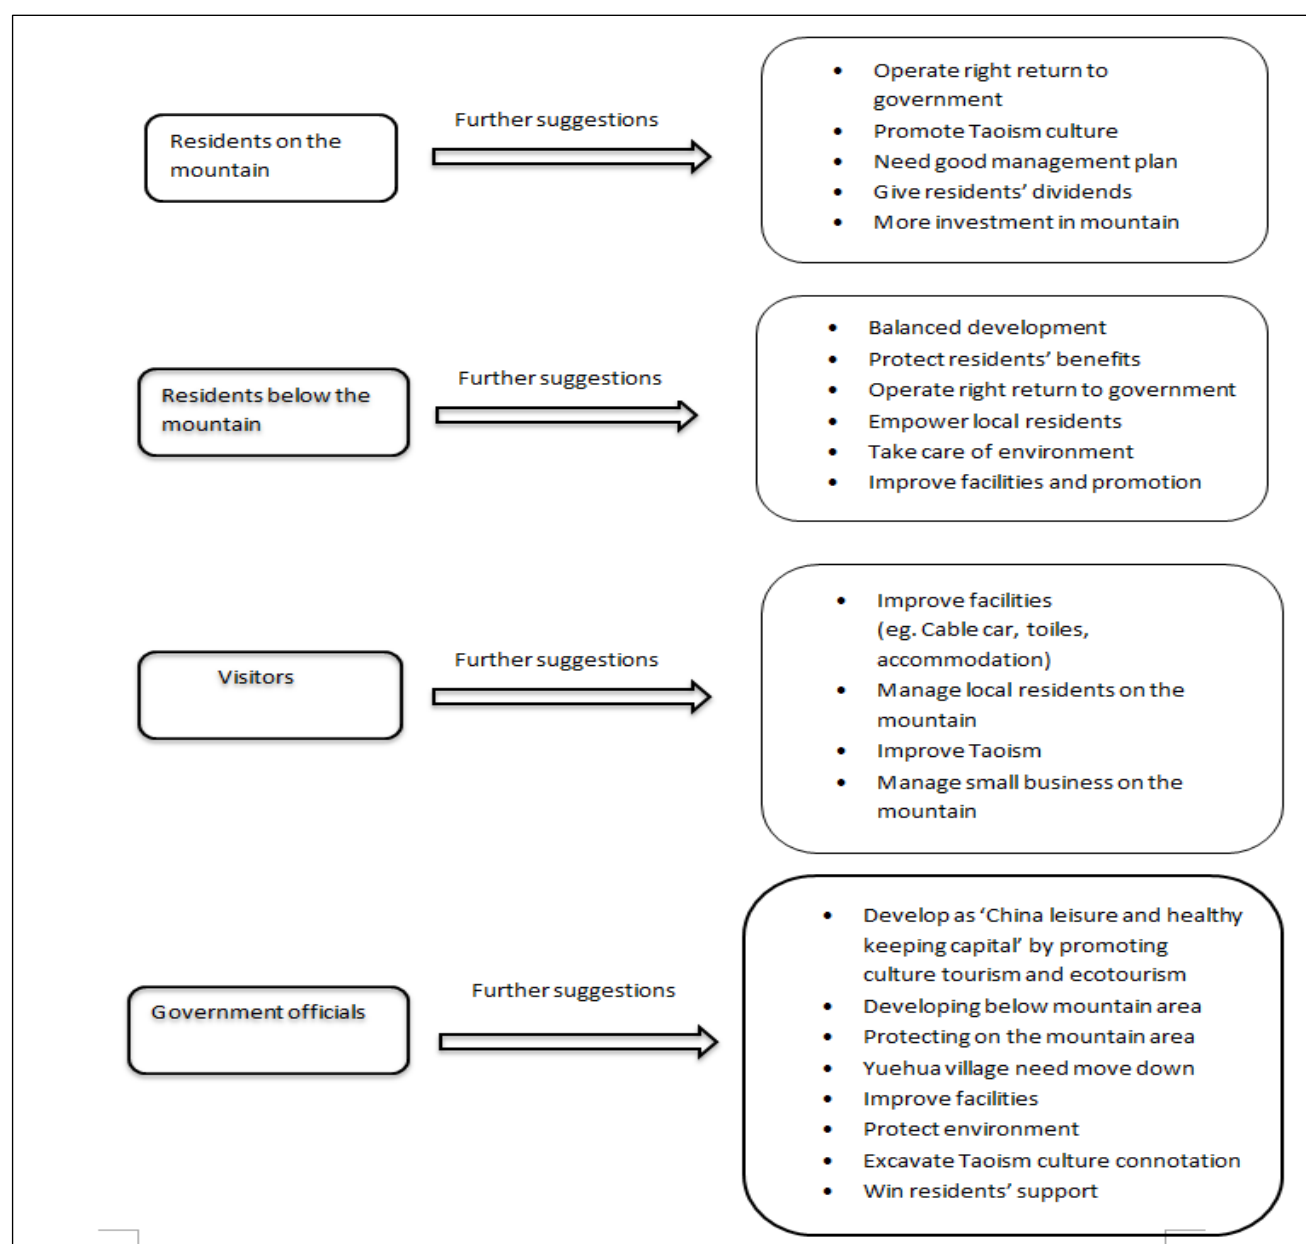 Residents on the
mountain
Further suggestions
• Operate right return to
government
• Promote Taoism culture
• Need good management plan
• Give residents’ dividends
• More investment in mountain
Residents below the
mountain
Further suggestions
• Balanced development
• Protect residents’ benefits
• Operate right return to government
• Empower local residents
• Take care of environment
• Improve facilities and promotion
Visitors
Further suggestions
• Improve facilities
(eg. Cable car, toiles,
accommodation)
• Manage local residents on the
mountain
• Improve Taoism
• Manage small business on the
mountain
Government officials
Further suggestions
• Develop as ‘China leisure and healthy
keeping capital’ by promoting
culture tourism and ecotourism
• Developing below mountain area
• Protecting on the mountain area
• Yuehua village need move down
• Improve facilities
• Protect environment
• Excavate Taoism culture connotation
• Win residents’ support